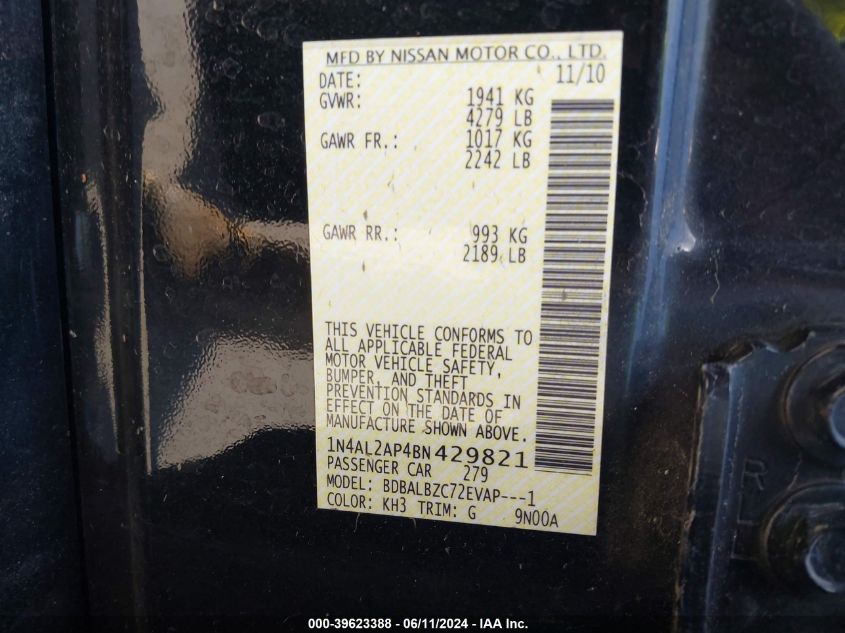 MFD BY NISSAN MOTOR CO., LTD.
DATE: 11/10
GVWR: 1941 KG
4279 LB
GAWR FR.: 1017 KG
2242 LB
GAWR RR.: 993 KG
2189 LB
THIS VEHICLE CONFORMS TO
ALL APPLICABLE FEDERAL
MOTOR VEHICLE SAFETY,
BUMPER, AND THEFT
PREVENTION STANDARDS IN
EFFECT ON THE DATE OF
MANUFACTURE SHOWN ABOVE.
1N4AL2AP4BN 429821
PASSENGER CAR 279
MODEL: BDBALBZC72EVAP---1
COLOR: KH3 TRIM: G 9N00A
000-39623388 - 06/11/2024 - IAA Inc.